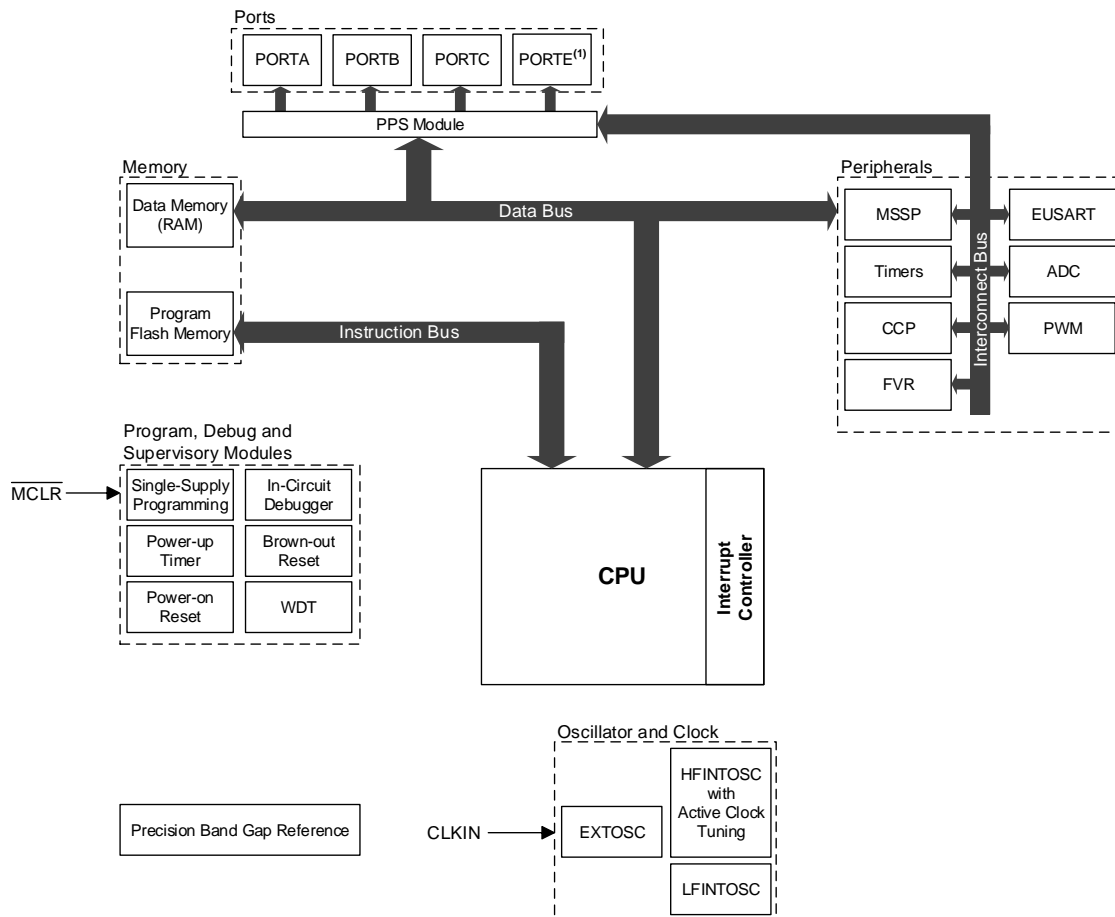 Ports
PORTA
PORTB
PORTC
PORTE(1)
PPS Module
Memory
Data Memory
(RAM)
Program
Flash Memory
Data Bus
Instruction Bus
Peripherals
MSSP
EUSART
Timers
ADC
CCP
PWM
FVR
Interconnect Bus
Program, Debug and
Supervisory Modules
MCLR
Single-Supply
Programming
In-Circuit
Debugger
Power-up
Timer
Brown-out
Reset
Power-on
Reset
WDT
CPU
Interrupt
Controller
Oscillator and Clock
HFINTOSC
with
Active Clock
Tuning
CLKIN
EXTOSC
LFINTOSC
Precision Band Gap Reference